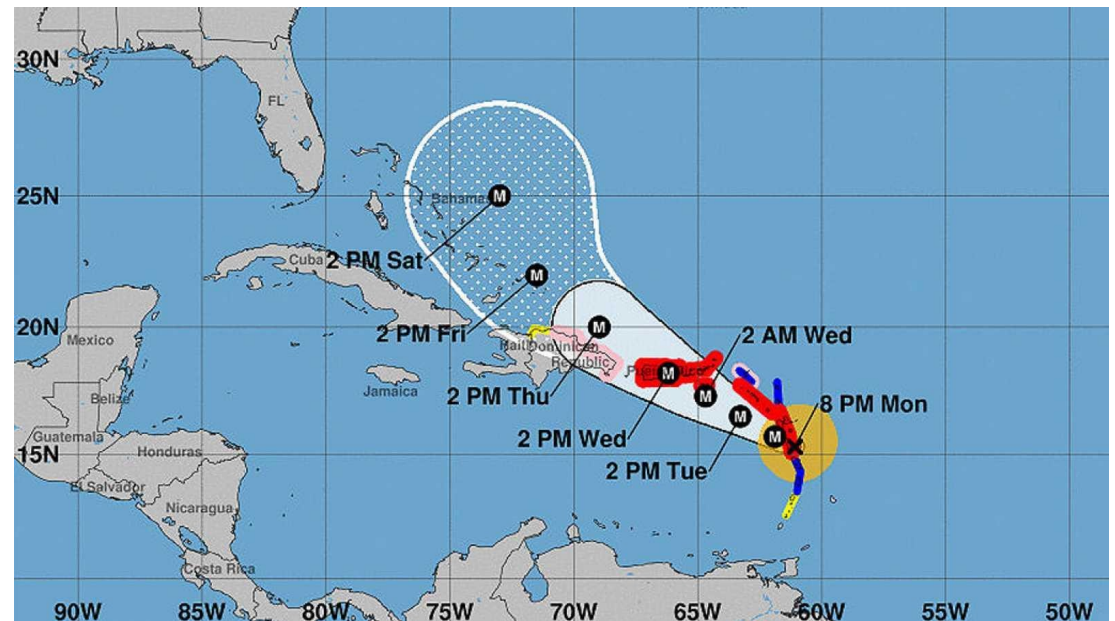 30N
FL
25N
Bahamas
Cuba
2 PM Sat
M
M
20N
Mexico
2 PM Fri
M
Haiti
Dominican
Republic
2 AM Wed
Jamaica
2 PM Thu
Puerto Rico
M
M
Belize
8 PM Mon
M
M
Guatemala
2 PM Wed
15N
Honduras
2 PM Tue
El Salvador
Nicaragua
Costa Rica
90W
85W
80W
75W
70W
65W
60W
55W
50W